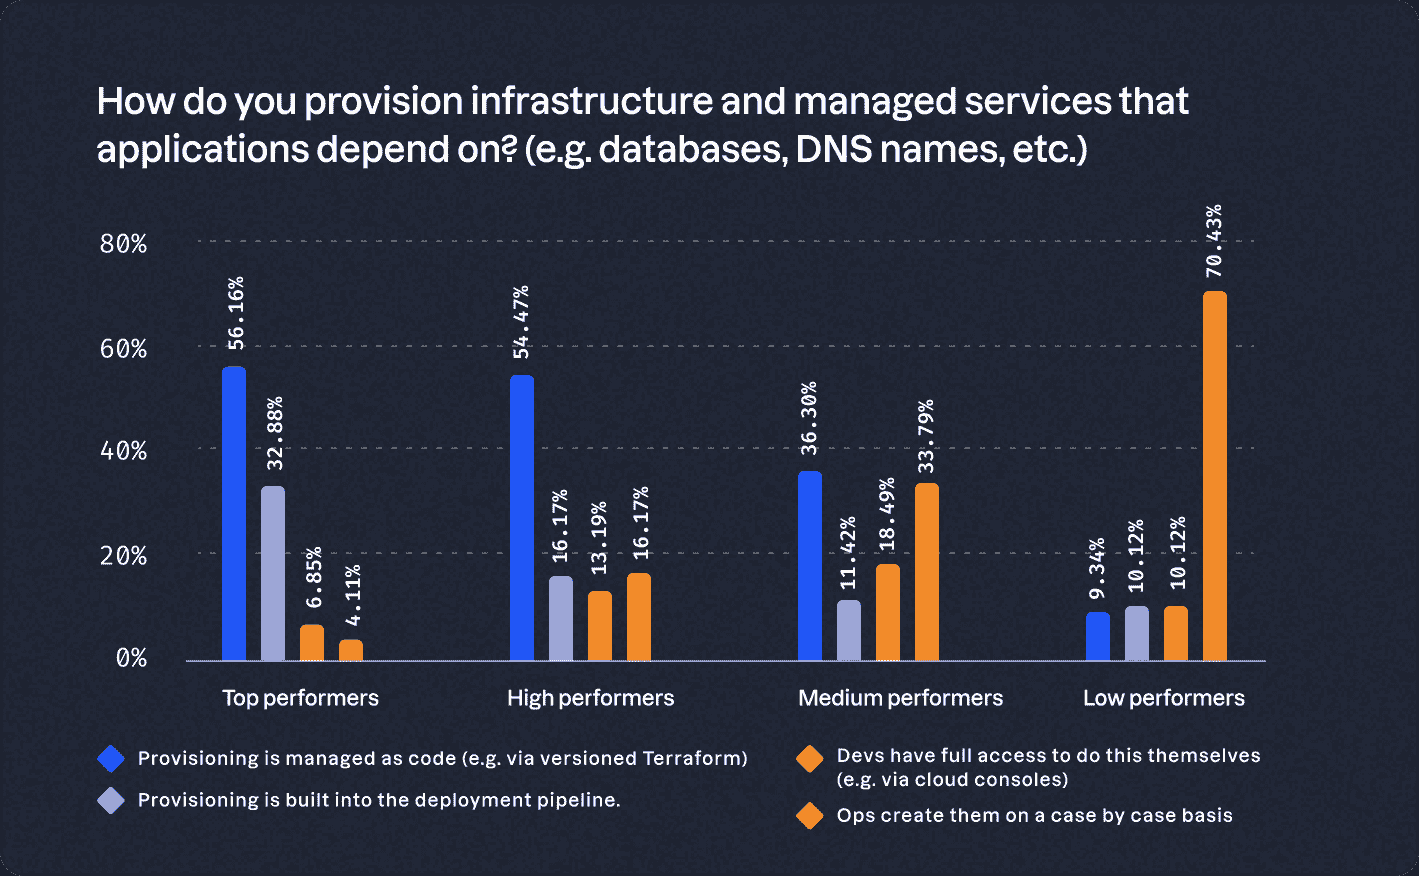 How do you provision infrastructure and managed services that
applications depend on? (e.g. databases, DNS names, etc.)
80%
60%
40%
20%
0%
56.16%
32.88%
6.85%
4.11%
54.47%
16.17%
13.19%
16.17%
36.30%
11.42%
18.49%
33.79%
9.34%
10.12%
10.12%
70.43%
Top performers
High performers
Medium performers
Low performers
Provisioning is managed as code (e.g. via versioned Terraform)
Provisioning is built into the deployment pipeline.
Devs have full access to do this themselves
(e.g. via cloud consoles)
Ops create them on a case by case basis